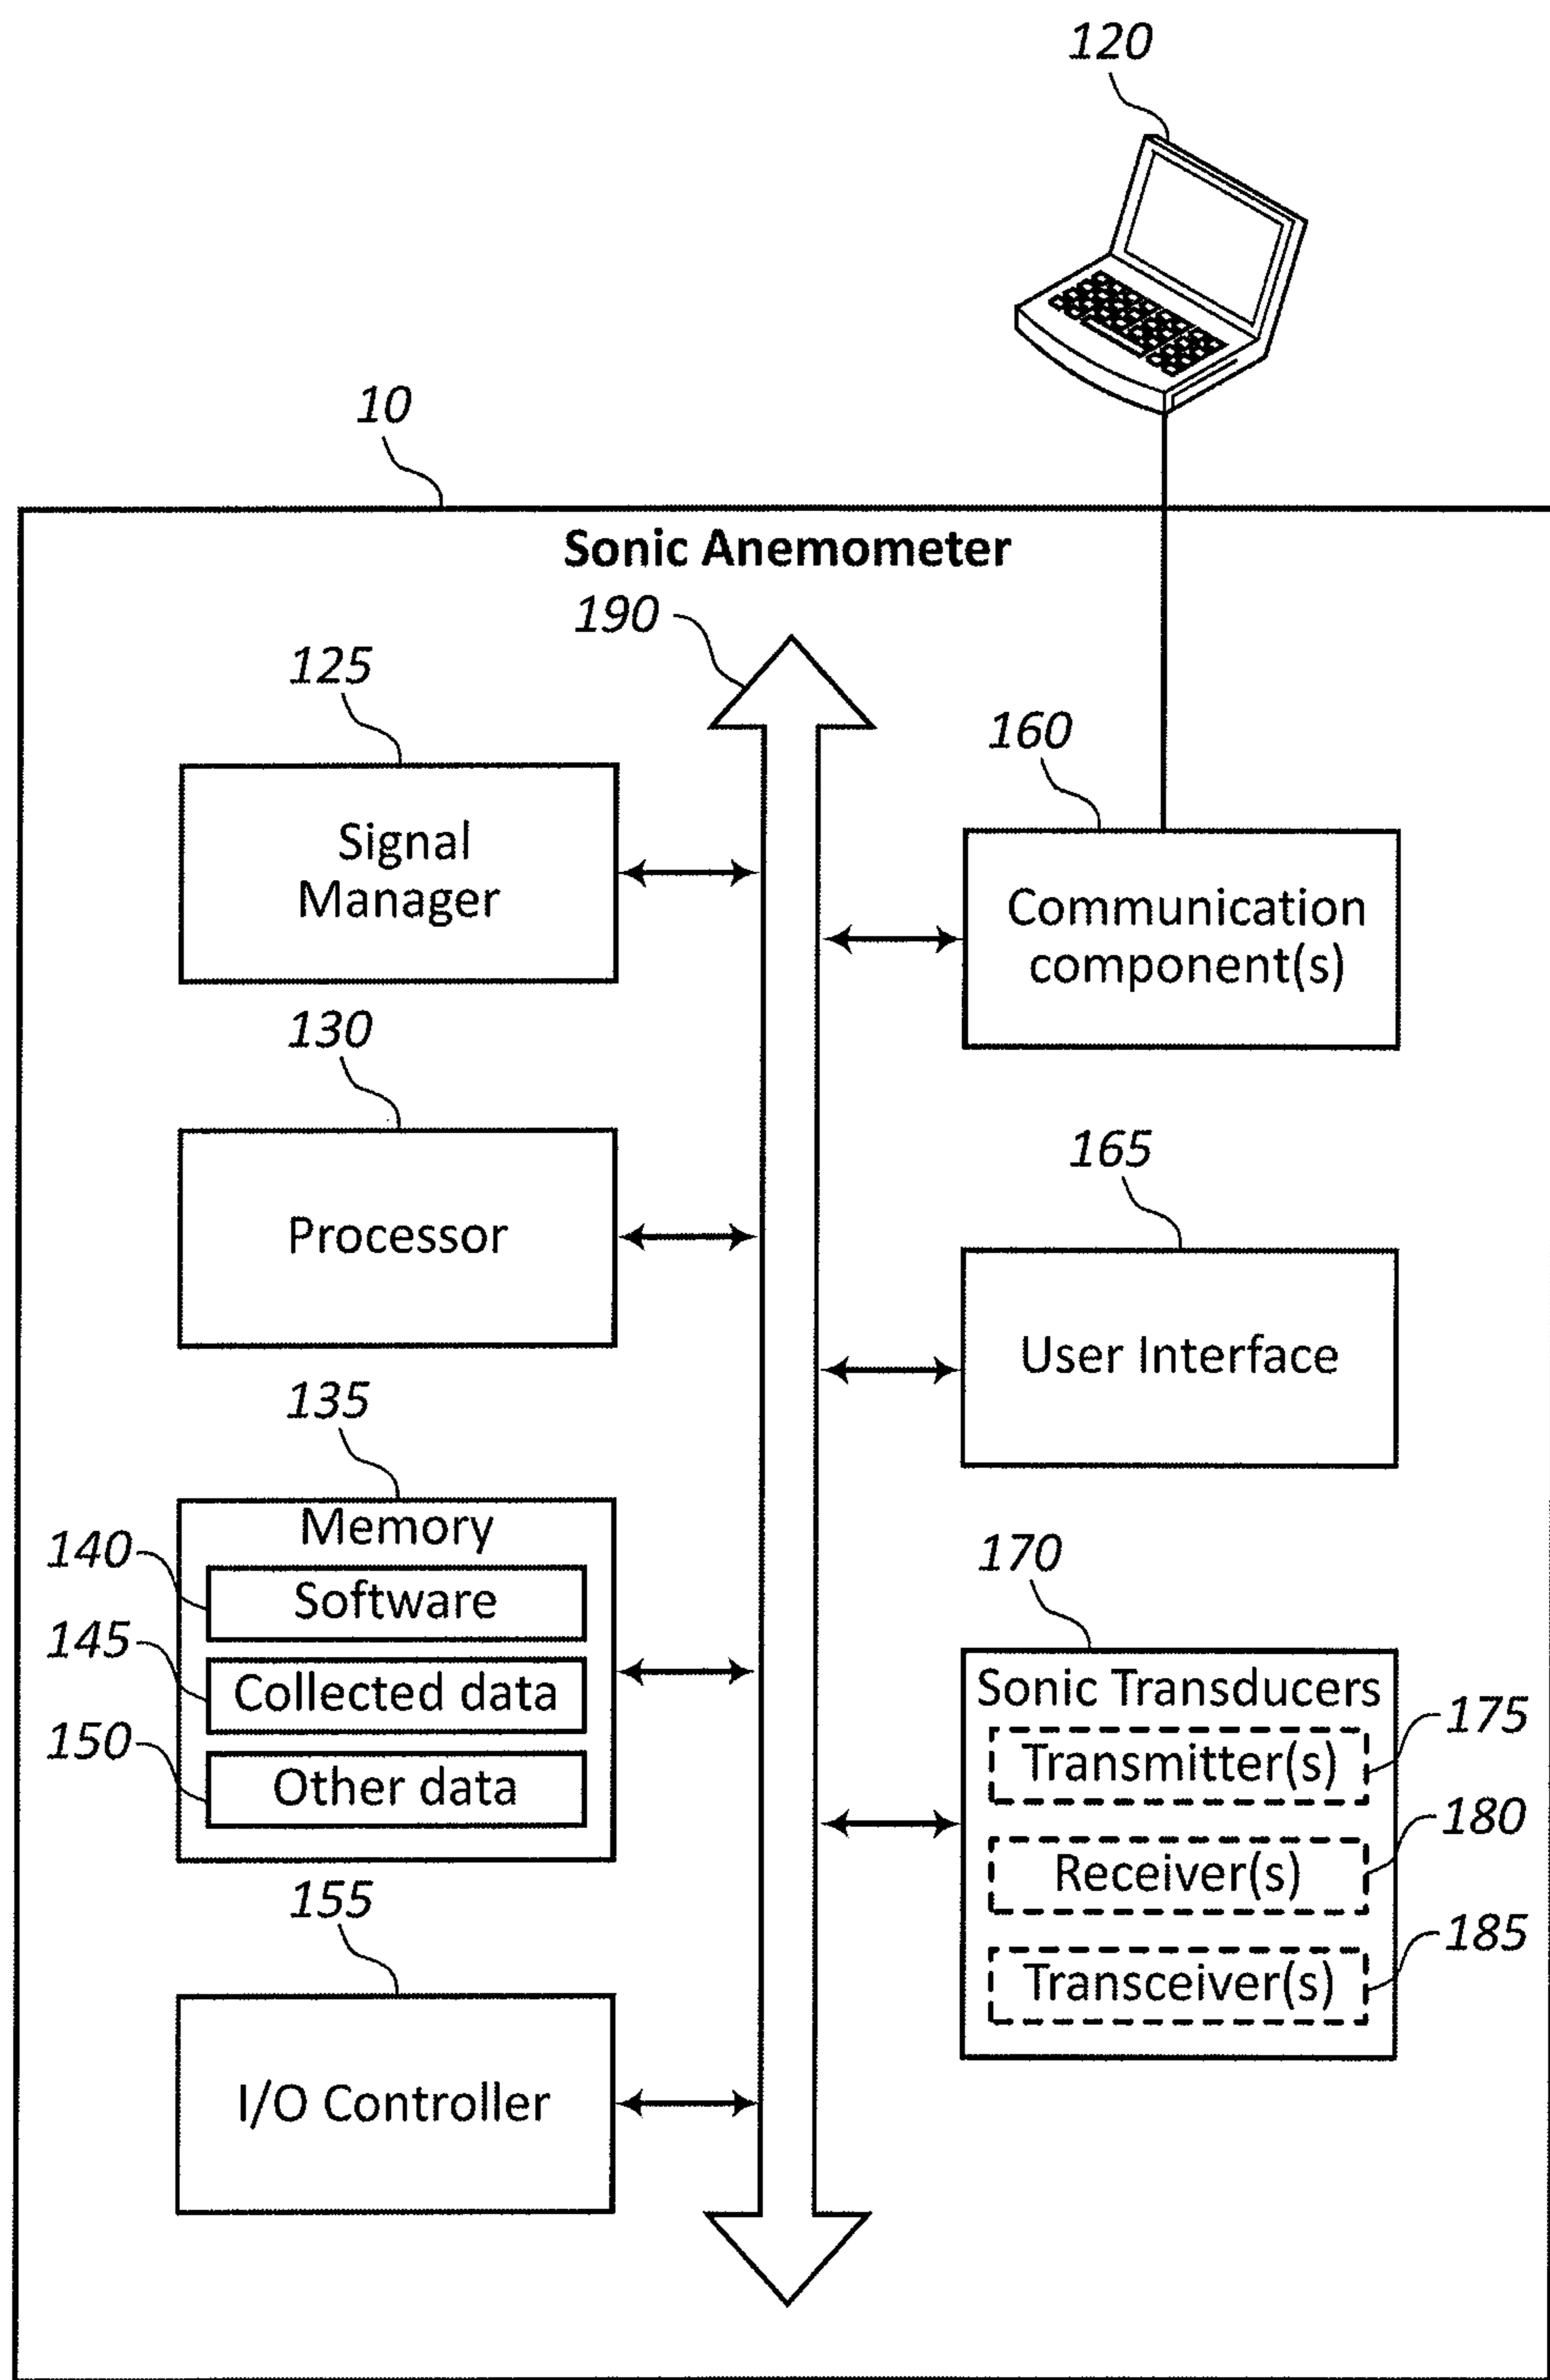 120
10
Sonic Anemometer
190
125
Signal
Manager
160
Communication
component(s)
130
Processor
165
User Interface
135
Memory
140
Software
145
Collected data
150
Other data
170
Sonic Transducers
175
Transmitter(s)
180
Receiver(s)
185
Transceiver(s)
155
I/O Controller